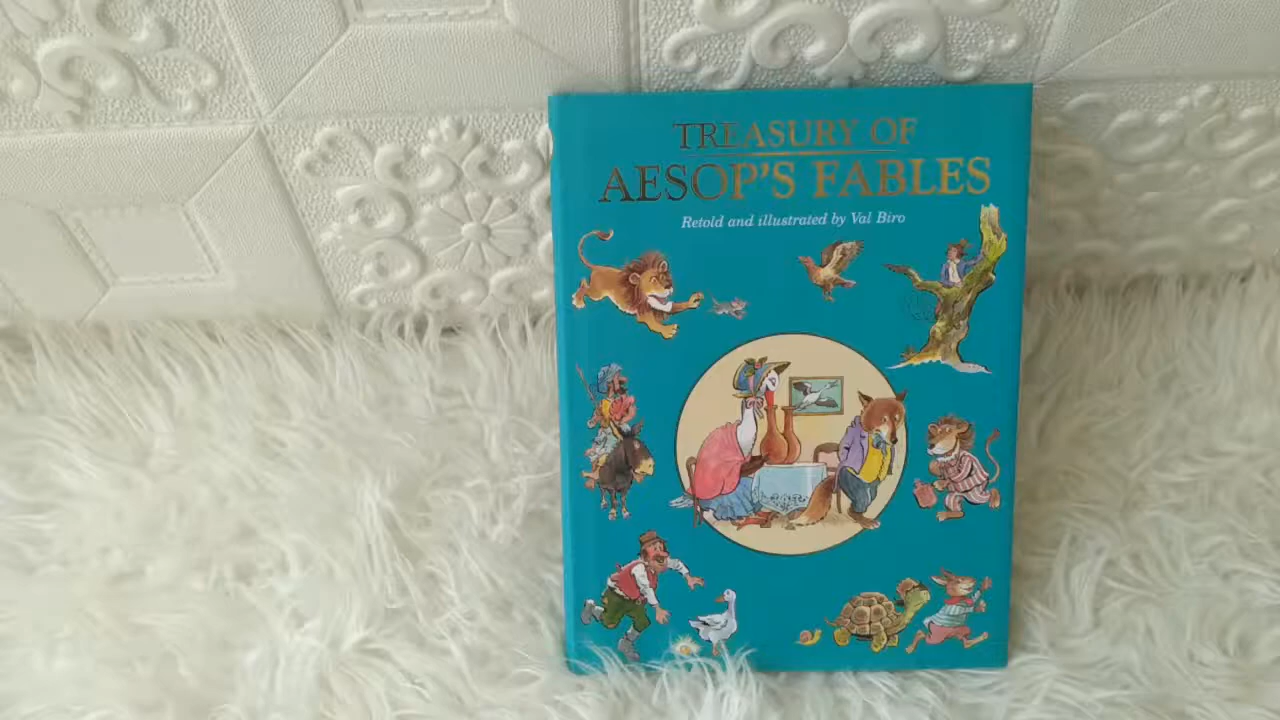 TREASURY OF
AESOP'S FABLES
Retold and illustrated by Val Biro